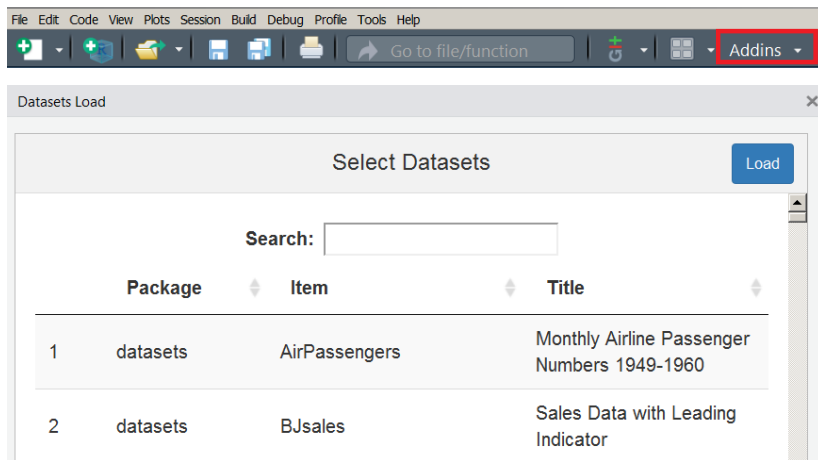 File Edit Code View Plots Session Build Debug Profile Tools Help
Go to file/function Git Addins
Datasets Load
Select Datasets Load
Search:
Package Item Title
1 datasets AirPassengers Monthly Airline Passenger
Numbers 1949-1960
2 datasets BJsales Sales Data with Leading
Indicator